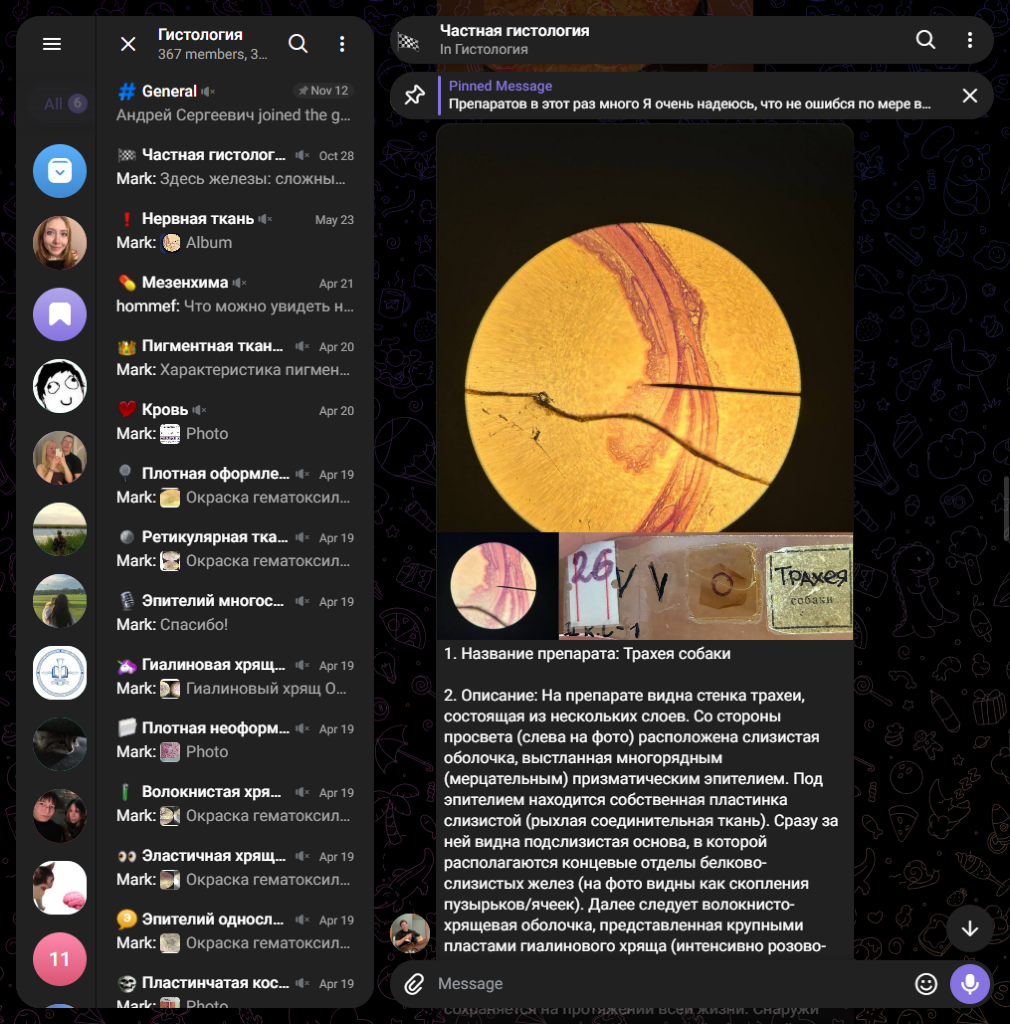 All 6
Гистология
367 members, 3...
General
Nov 12
Андрей Сергеевич joined the g...
Частная гистолог...
Oct 28
Mark: Здесь железы: сложны...
Нервная ткань
May 23
Mark: Album
Мезенхима
Apr 21
hommef: Что можно увидеть н...
Пигментная ткан...
Apr 20
Mark: Характеристика пигмен...
Кровь
Apr 20
Mark: Photo
Плотная оформле...
Apr 19
Mark: Окраска гематоксил...
Ретикулярная тка...
Apr 19
Mark: Окраска гематоксил...
Эпителий многос...
Apr 19
Mark: Спасибо!
Гиалиновая хрящ...
Apr 19
Mark: Гиалиновый хрящ О...
Плотная неоформ...
Apr 19
Mark: Photo
Волокнистая хря...
Apr 19
Mark: Окраска гематоксил...
Эластичная хрящ...
Apr 19
Mark: Окраска гематоксил...
Эпителий односл...
Apr 19
Mark: Окраска гематоксил...
Пластинчатая кос...
Apr 19
Mark: Photo
11
Частная гистология
In Гистология
Pinned Message
Препаратов в этот раз много Я очень надеюсь, что не ошибся по мере в...
26
Трахея
собаки
1. Название препарата: Трахея собаки
2. Описание: На препарате видна стенка трахеи,
состоящая из нескольких слоев. Со стороны
просвета (слева на фото) расположена слизистая
оболочка, выстланная многорядным
(мерцательным) призматическим эпителием. Под
эпителием находится собственная пластинка
слизистой (рыхлая соединительная ткань). Сразу за
ней видна подслизистая основа, в которой
располагаются концевые отделы белково-
слизистых желез (на фото видны как скопления
пузырьков/ячеек). Далее следует волокнисто-
хрящевая оболочка, представленная крупными
пластами гиалинового хряща (интенсивно розово-
Message
сохраняется на протяжении всей жизни. Снаружи